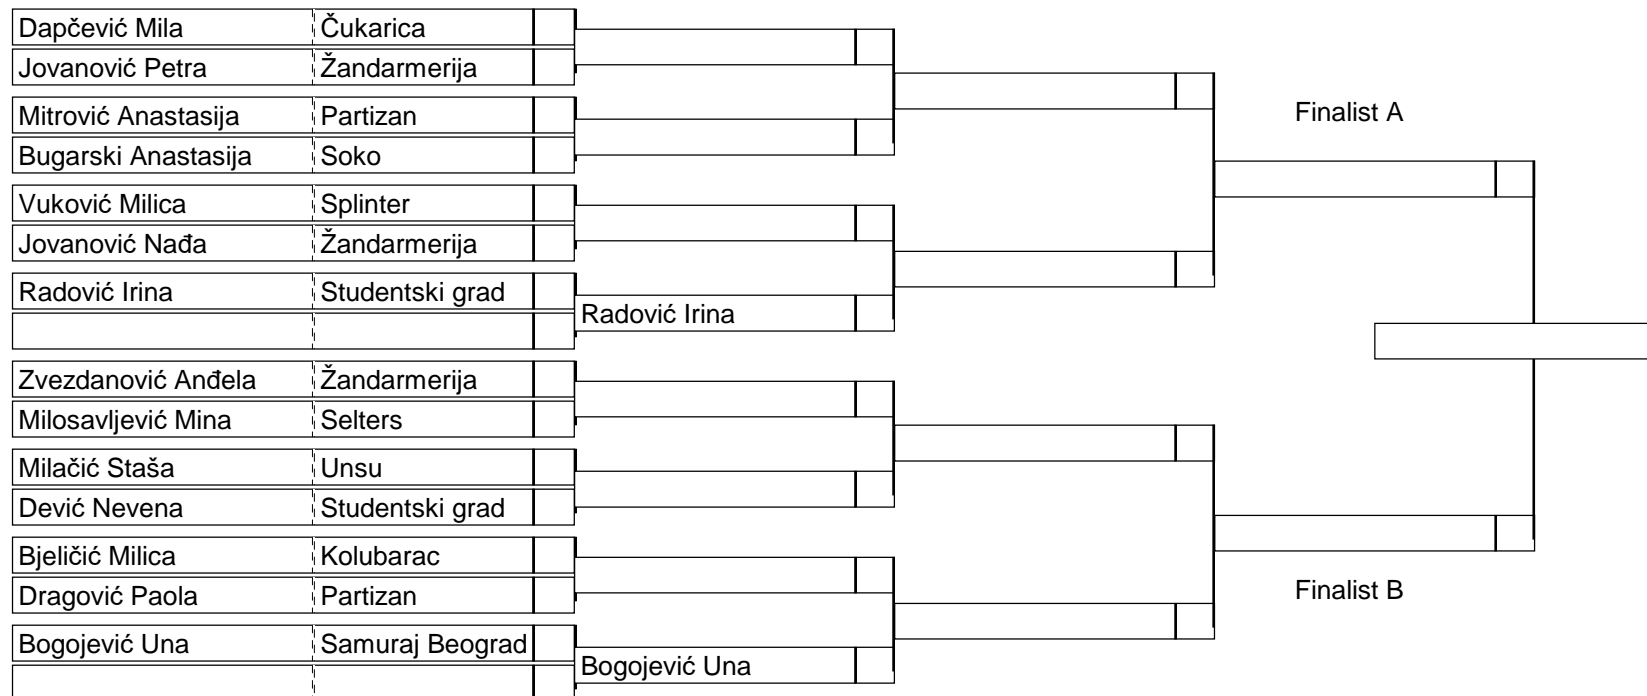 Dapčević Mila Čukarica
Jovanović Petra Žandarmerija
Mitrović Anastasija Partizan
Finalist A
Bugarski Anastasija Soko
Vuković Milica Splinter
Jovanović Nađa Žandarmerija
Radović Irina Studentski grad
Radović Irina
Zvezdanović Anđela Žandarmerija
Milosavljević Mina Selters
Milačić Staša Unsu
Dević Nevena Studentski grad
Bjeličić Milica Kolubarac
Dragović Paola Partizan
Finalist B
Bogojević Una Samuraj Beograd
Bogojević Una